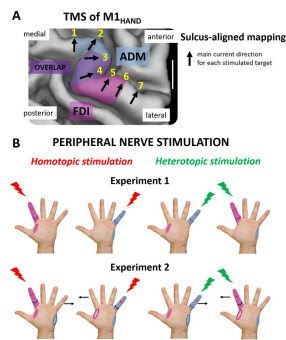 A
TMS of M1HAND
medial
anterior
1
2
3
4
5
6
7
ADM
OVERLAP
FDI
posterior
lateral
Sulcus-aligned mapping
main current direction
for each stimulated target
B
PERIPHERAL NERVE STIMULATION
Homotopic stimulation
Heterotopic stimulation
Experiment 1
Experiment 2